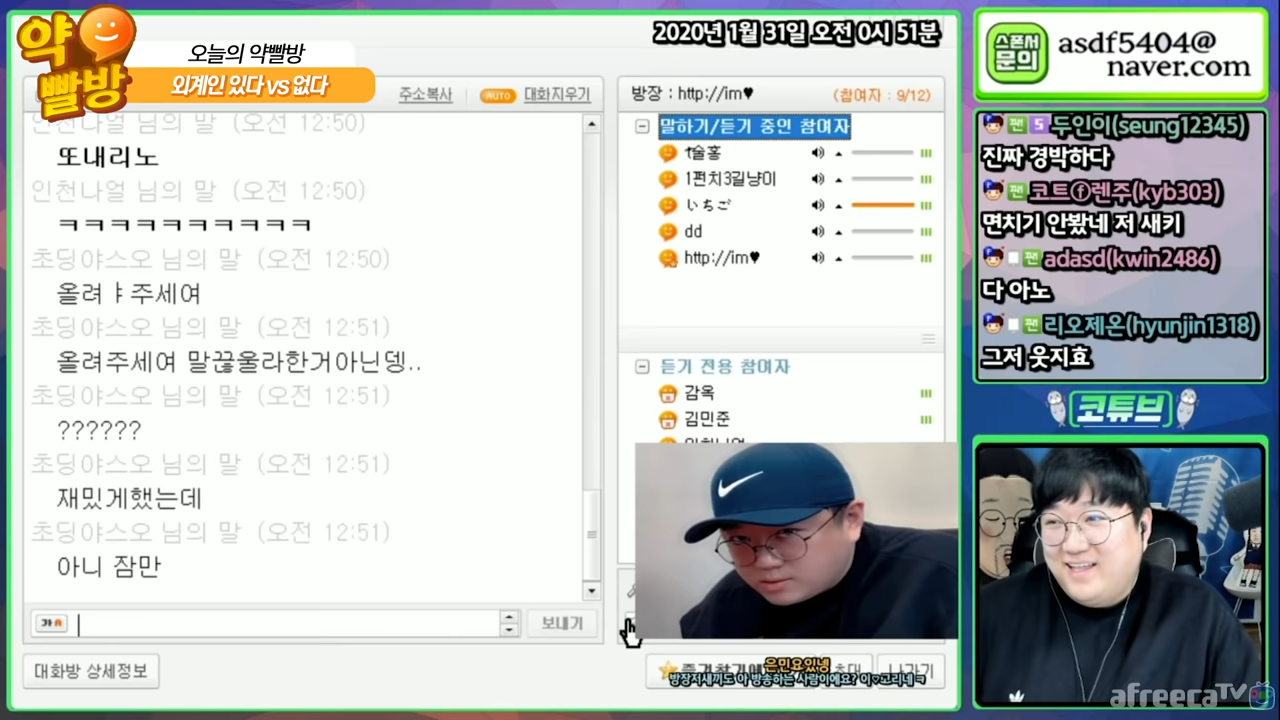 약빨방
오늘의 약빨방
외계인 있다 vs 없다
2020년 1월 31일 오전 0시 51분
주소복사
AUTO
대화지우기
인천나얼 님의 말 (오전 12:50)
또내리노
인천나얼 님의 말 (오전 12:50)
ㅋㅋㅋㅋㅋㅋㅋㅋㅋㅋ
초딩야스오 님의 말 (오전 12:50)
올려ㅑ주세여
초딩야스오 님의 말 (오전 12:51)
올려주세여 말끊울라한거아닌뎅..
초딩야스오 님의 말 (오전 12:51)
??????
초딩야스오 님의 말 (오전 12:51)
재밌게했는데
초딩야스오 님의 말 (오전 12:51)
아니 잠만
가A
보내기
대화방 상세정보
방장 : http://im♥
(참여자 : 9/12)
말하기/듣기 중인 참여자
†술홍
1펀치3길냥이
いちご
dd
http://im♥
듣기 전용 참여자
감옥
김민준
은민요있넹
방장저새끼도 아 방송하는 사람이에요? 이♡고리네ㅋ
스폰서
문의
asdf5404@
naver.com
팬 5 두인이(seung12345)
진짜 경박하다
팬 코트ⓕ렌주(kyb303)
면치기 안봤네 저 새키
팬 adasd(kwin2486)
다 아노
팬 리오제온(hyunjin1318)
그저 웃지효
코튜브
afreecaTV